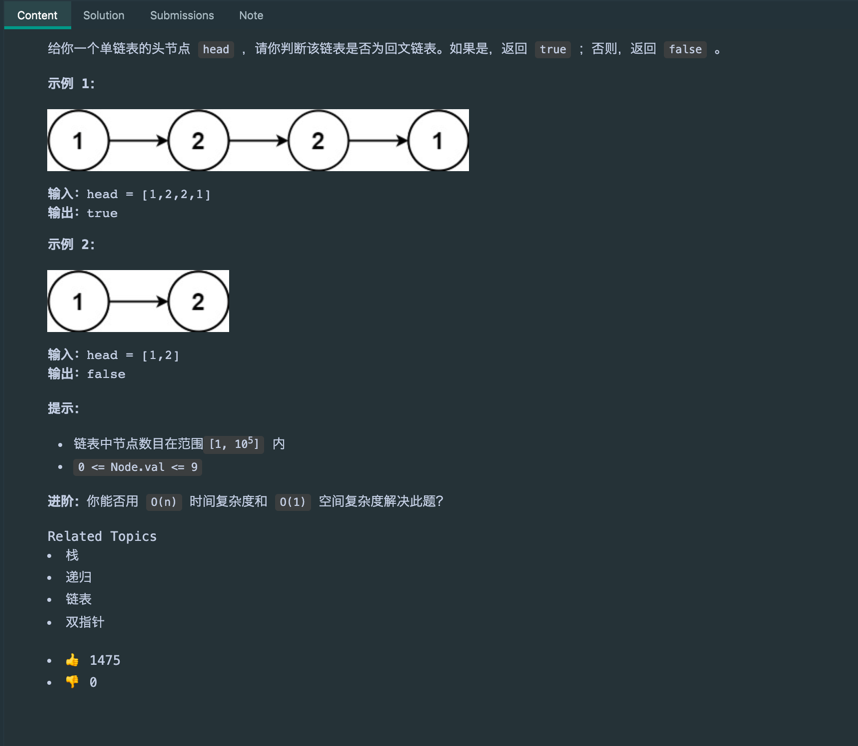 Content Solution Submissions Note
给你一个单链表的头节点 head ，请你判断该链表是否为回文链表。如果是，返回 true ；否则，返回 false 。
示例 1：
1 2 2 1
输入：head = [1,2,2,1]
输出：true
示例 2：
1 2
输入：head = [1,2]
输出：false
提示：
• 链表中节点数目在范围[1, 10⁵] 内
• 0 <= Node.val <= 9
进阶：你能否用 O(n) 时间复杂度和 O(1) 空间复杂度解决此题？
Related Topics
• 栈
• 递归
• 链表
• 双指针
• 👍 1475
• 👎 0